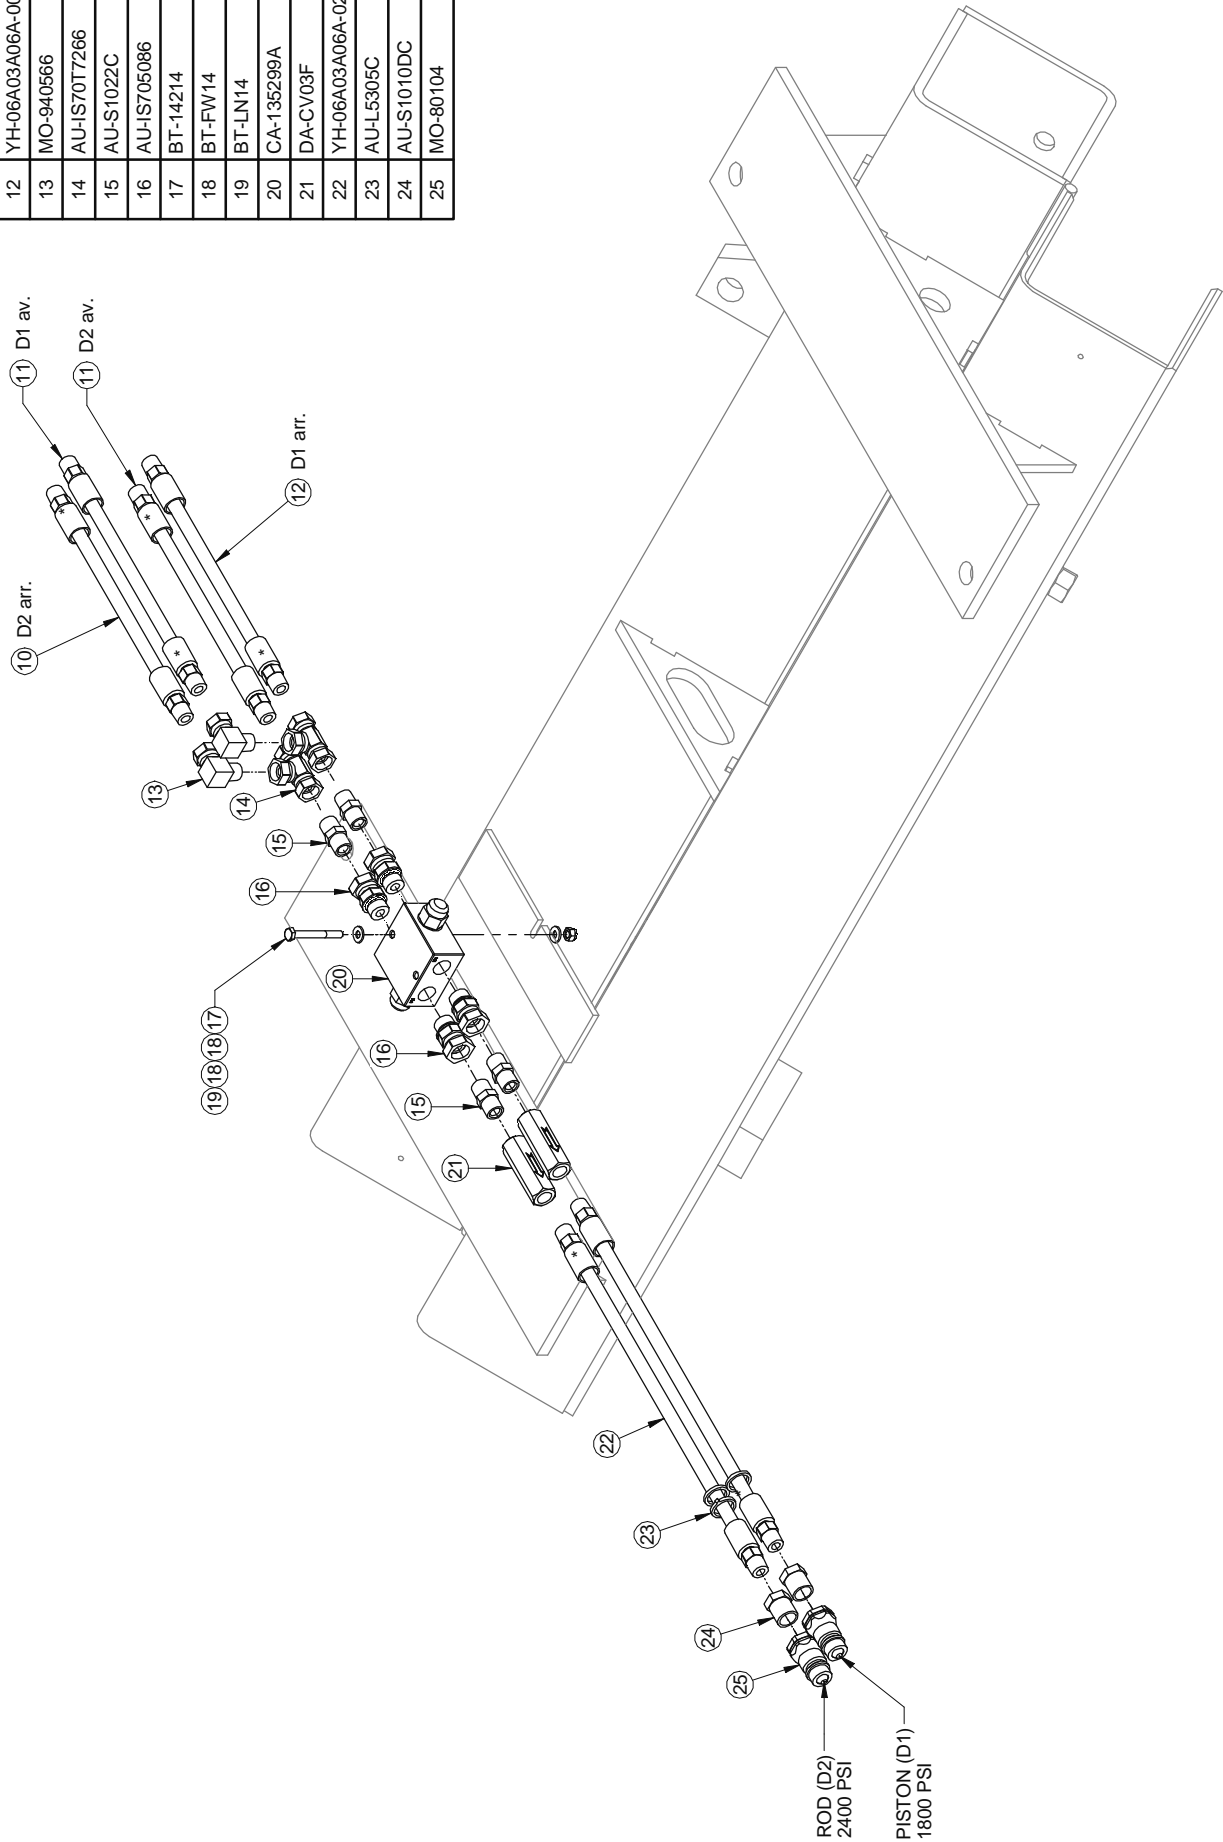 12 YH-06A03A06A-00
13 MO-940566
14 AU-IS70T7266
15 AU-S1022C
16 AU-IS705086
17 BT-14214
18 BT-FW14
19 BT-LN14
20 CA-135299A
21 DA-CV03F
22 YH-06A03A06A-02
23 AU-L5305C
24 AU-S1010DC
25 MO-80104
11 D1 av.
11 D2 av.
12 D1 arr.
10 D2 arr.
13
14
15
16
20
19 18 18 17
16
15
21
22
23
24
25
ROD (D2)
2400 PSI
PISTON (D1)
1800 PSI